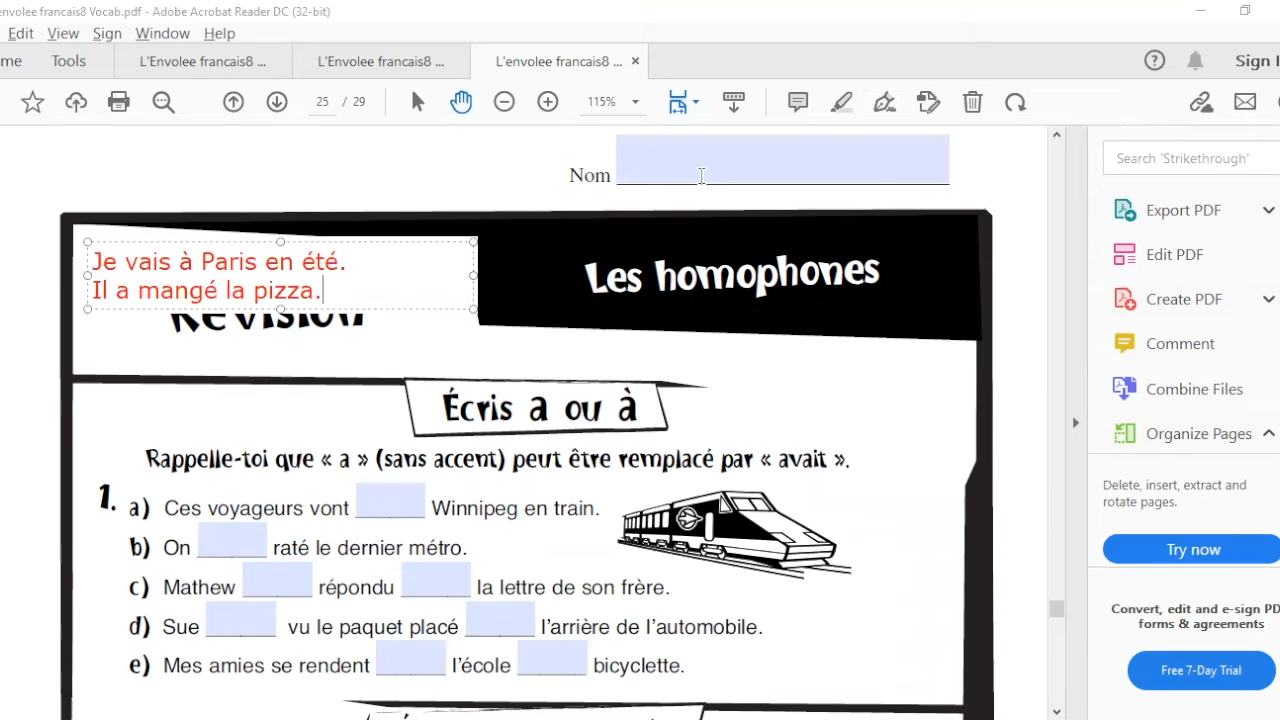 envolee francais8 Vocab.pdf - Adobe Acrobat Reader DC (32-bit)
Edit View Sign Window Help
me Tools L'Envolee francais8 ... L'Envolee francais8 ... L'envolee francais8 ... × Sign I
25 / 29 115%
Nom
Je vais à Paris en été.
Il a mangé la pizza.
Révision
Les homophones
Écris a ou à
Rappelle-toi que « a » (sans accent) peut être remplacé par « avait ».
1. a) Ces voyageurs vont Winnipeg en train.
b) On raté le dernier métro.
c) Mathew répondu la lettre de son frère.
d) Sue vu le paquet placé l'arrière de l'automobile.
e) Mes amies se rendent l'école bicyclette.
Search 'Strikethrough'
Export PDF
Edit PDF
Create PDF
Comment
Combine Files
Organize Pages
Delete, insert, extract and
rotate pages.
Try now
Convert, edit and e-sign PD
forms & agreements
Free 7-Day Trial